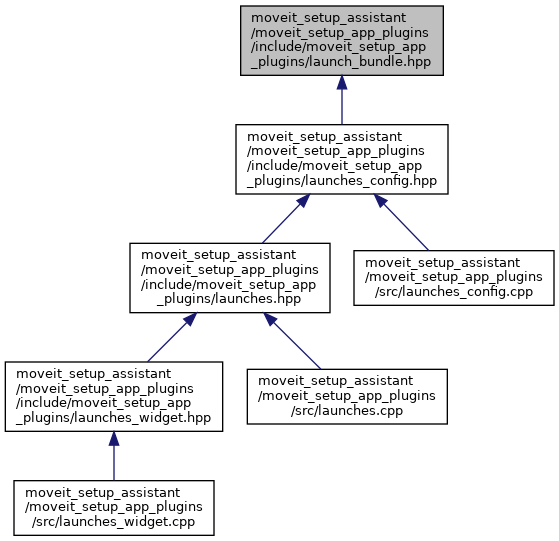 moveit_setup_assistant
/moveit_setup_app_plugins
/include/moveit_setup_app
_plugins/launch_bundle.hpp
moveit_setup_assistant
/moveit_setup_app_plugins
/include/moveit_setup_app
_plugins/launches_config.hpp
moveit_setup_assistant
/moveit_setup_app_plugins
/include/moveit_setup_app
_plugins/launches.hpp
moveit_setup_assistant
/moveit_setup_app_plugins
/src/launches_config.cpp
moveit_setup_assistant
/moveit_setup_app_plugins
/include/moveit_setup_app
_plugins/launches_widget.hpp
moveit_setup_assistant
/moveit_setup_app_plugins
/src/launches.cpp
moveit_setup_assistant
/moveit_setup_app_plugins
/src/launches_widget.cpp